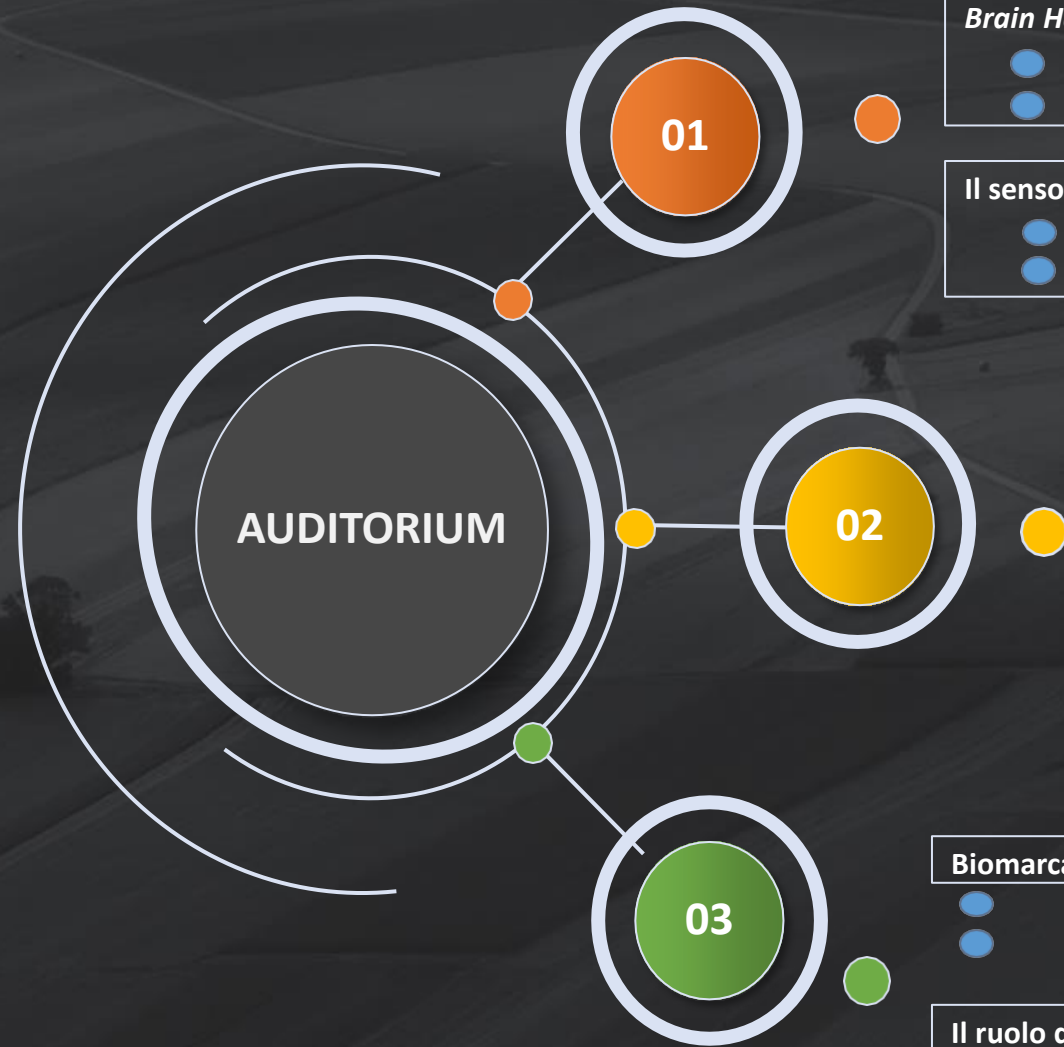 Brain H
01
Il senso
AUDITORIUM
02
Biomarca
03
Il ruolo